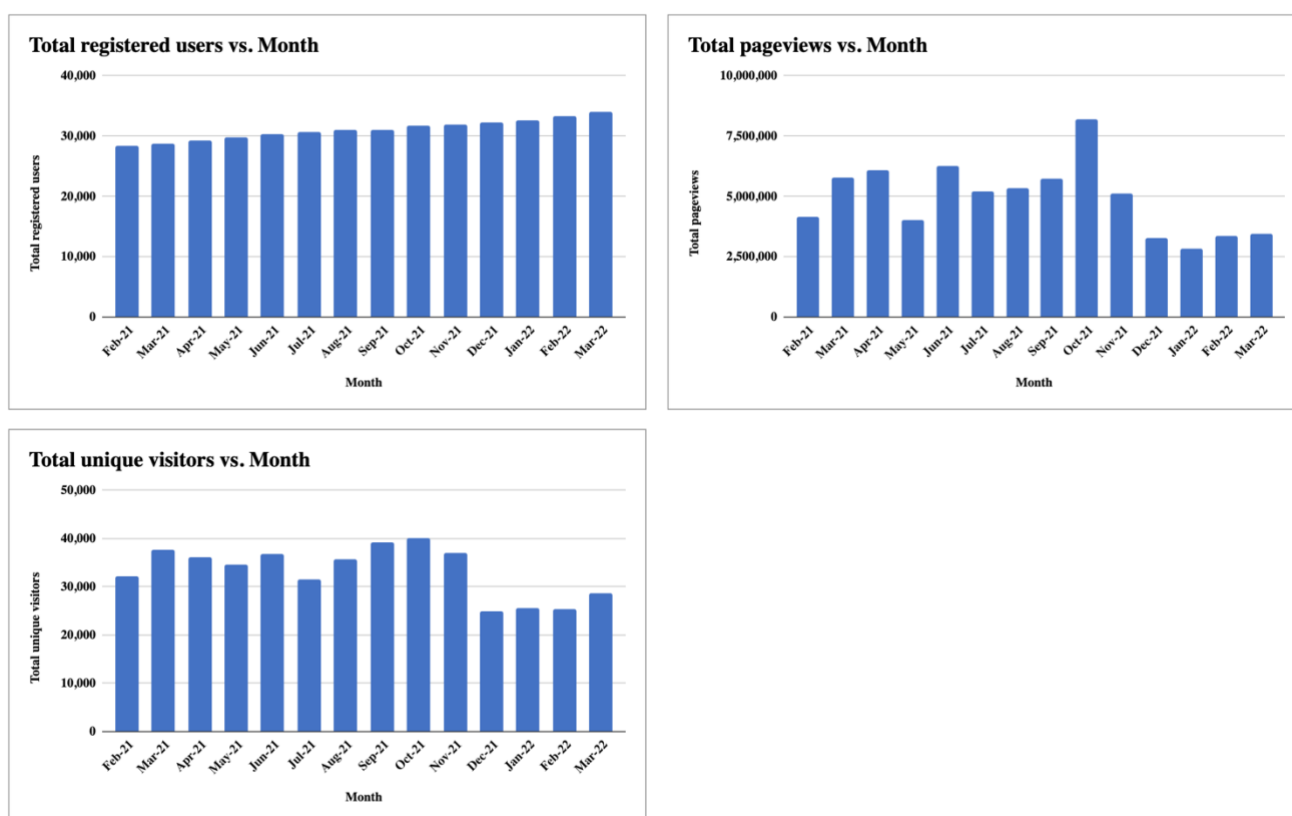 Total registered users vs. Month
40,000
30,000
20,000
10,000
0
Total registered users
Feb-21 Mar-21 Apr-21 May-21 Jun-21 Jul-21 Aug-21 Sep-21 Oct-21 Nov-21 Dec-21 Jan-22 Feb-22 Mar-22
Month
Total pageviews vs. Month
10,000,000
7,500,000
5,000,000
2,500,000
0
Total pageviews
Feb-21 Mar-21 Apr-21 May-21 Jun-21 Jul-21 Aug-21 Sep-21 Oct-21 Nov-21 Dec-21 Jan-22 Feb-22 Mar-22
Month
Total unique visitors vs. Month
50,000
40,000
30,000
20,000
10,000
0
Total unique visitors
Feb-21 Mar-21 Apr-21 May-21 Jun-21 Jul-21 Aug-21 Sep-21 Oct-21 Nov-21 Dec-21 Jan-22 Feb-22 Mar-22
Month